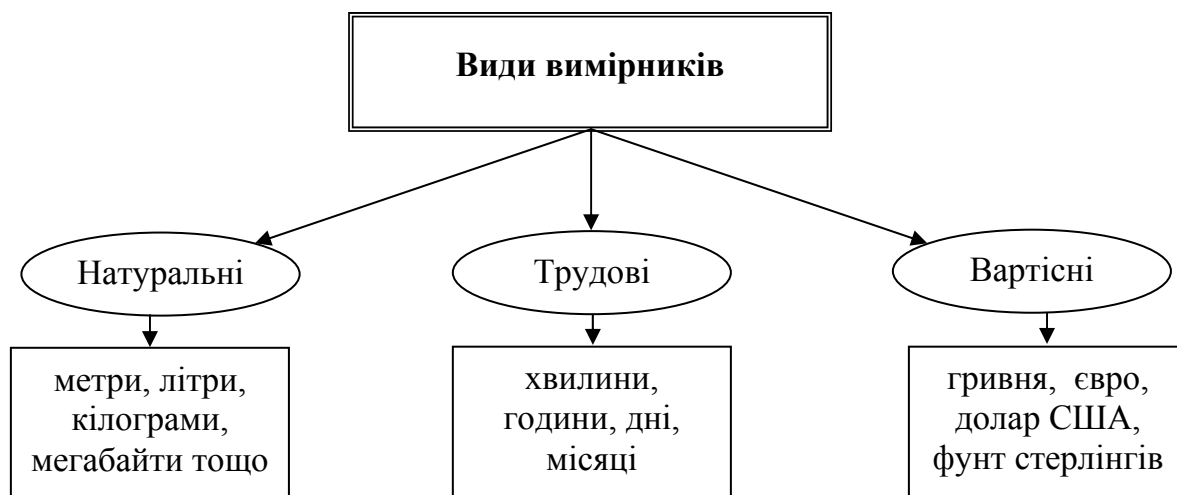 Види вимірників
Натуральні
Трудові
Вартісні
метри, літри,
кілограми,
мегабайти тощо
хвилини,
години, дні,
місяці
гривня, євро,
долар США,
фунт стерлінгів